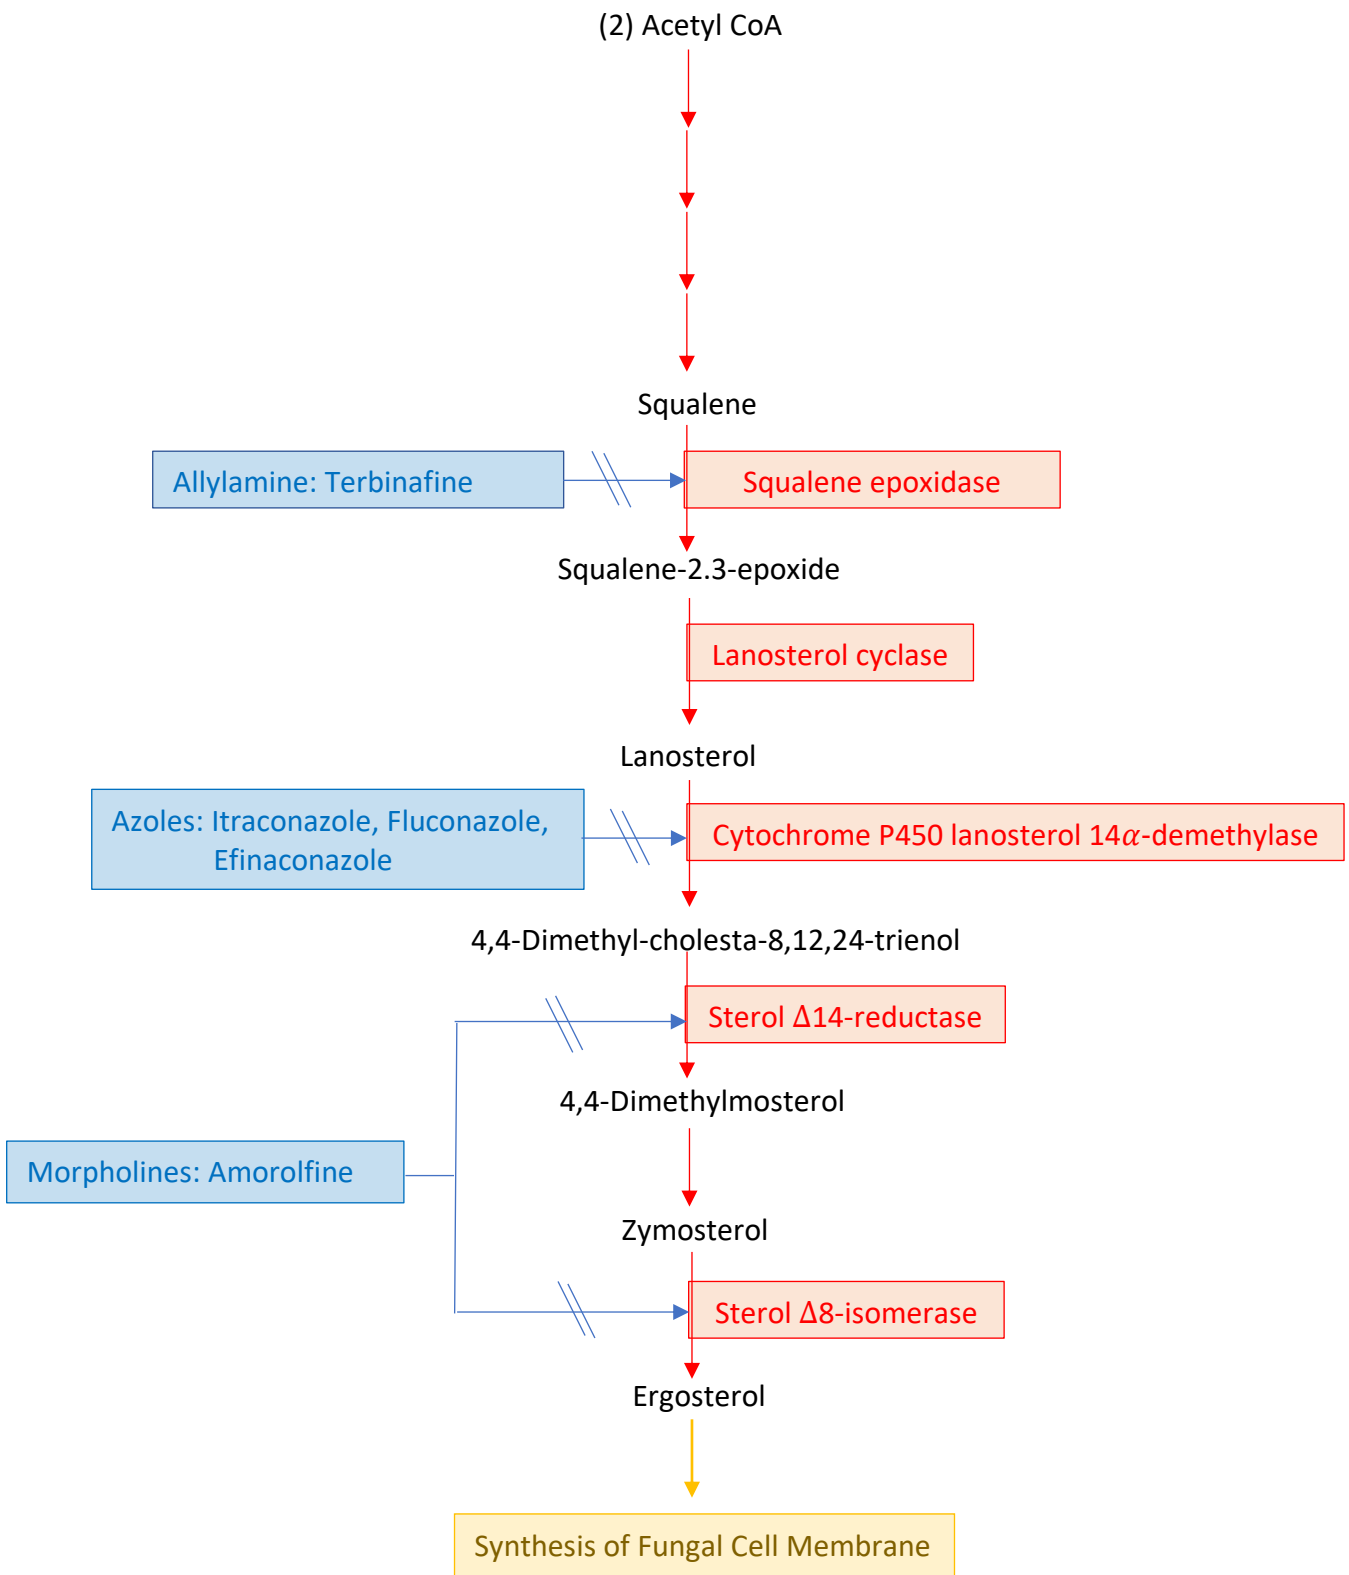 (2) Acetyl CoA
Squalene
Allylamine: Terbinafine
Squalene epoxidase
Squalene-2.3-epoxide
Lanosterol cyclase
Lanosterol
Azoles: Itraconazole, Fluconazole,
Efinaconazole
Cytochrome P450 lanosterol 14α-demethylase
4,4-Dimethyl-cholesta-8,12,24-trienol
Sterol Δ14-reductase
4,4-Dimethylmosterol
Morpholines: Amorolfine
Zymosterol
Sterol Δ8-isomerase
Ergosterol
Synthesis of Fungal Cell Membrane